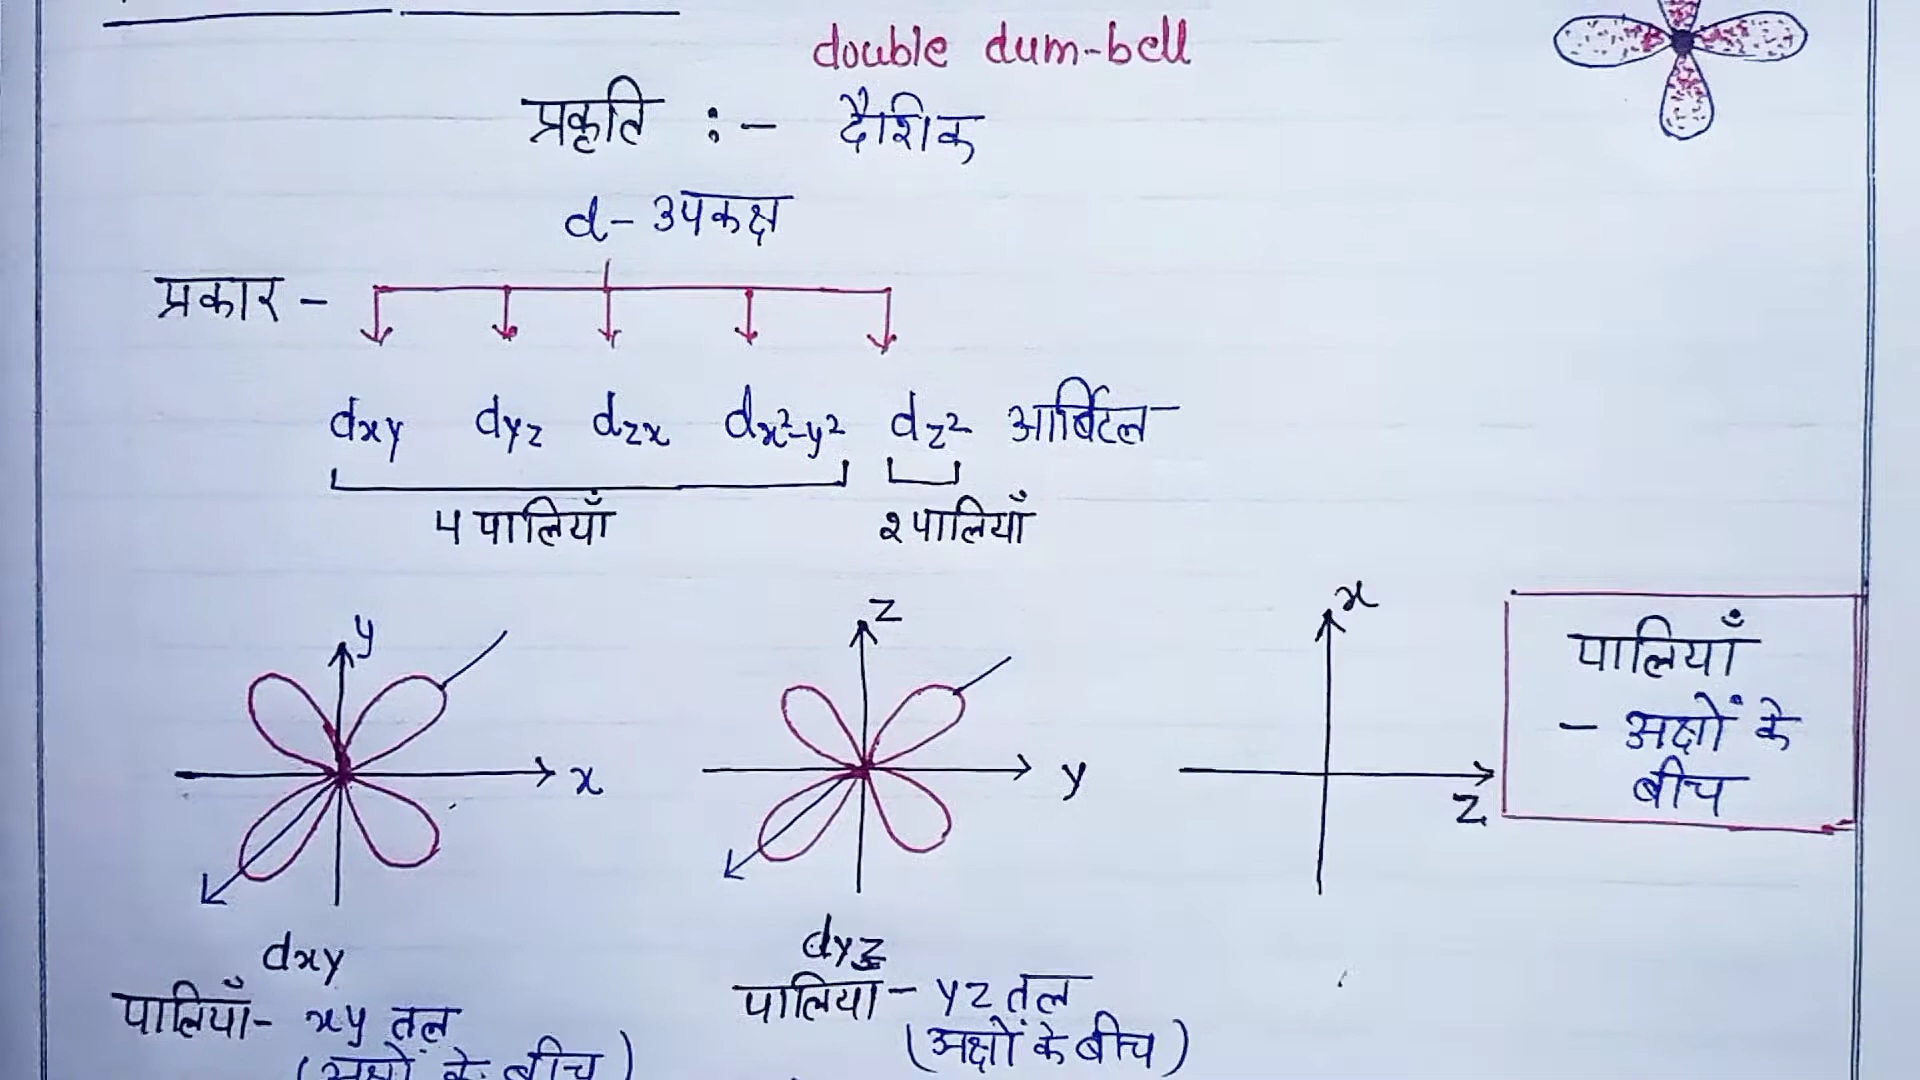 double dum-bell
प्रकृति :- दैशिक
d- उपकक्ष
प्रकार -
dxy dyz dzx dx²-y² dz² आर्बिटल
4 पालियाँ 2 पालियाँ
y
x
z
y
x
z
पालियाँ
- अक्षों के
बीच
dxy
पालियाँ- xy तल
(अक्षों के बीच)
dyz
पालिया- yz तल
(अक्षों के बीच)